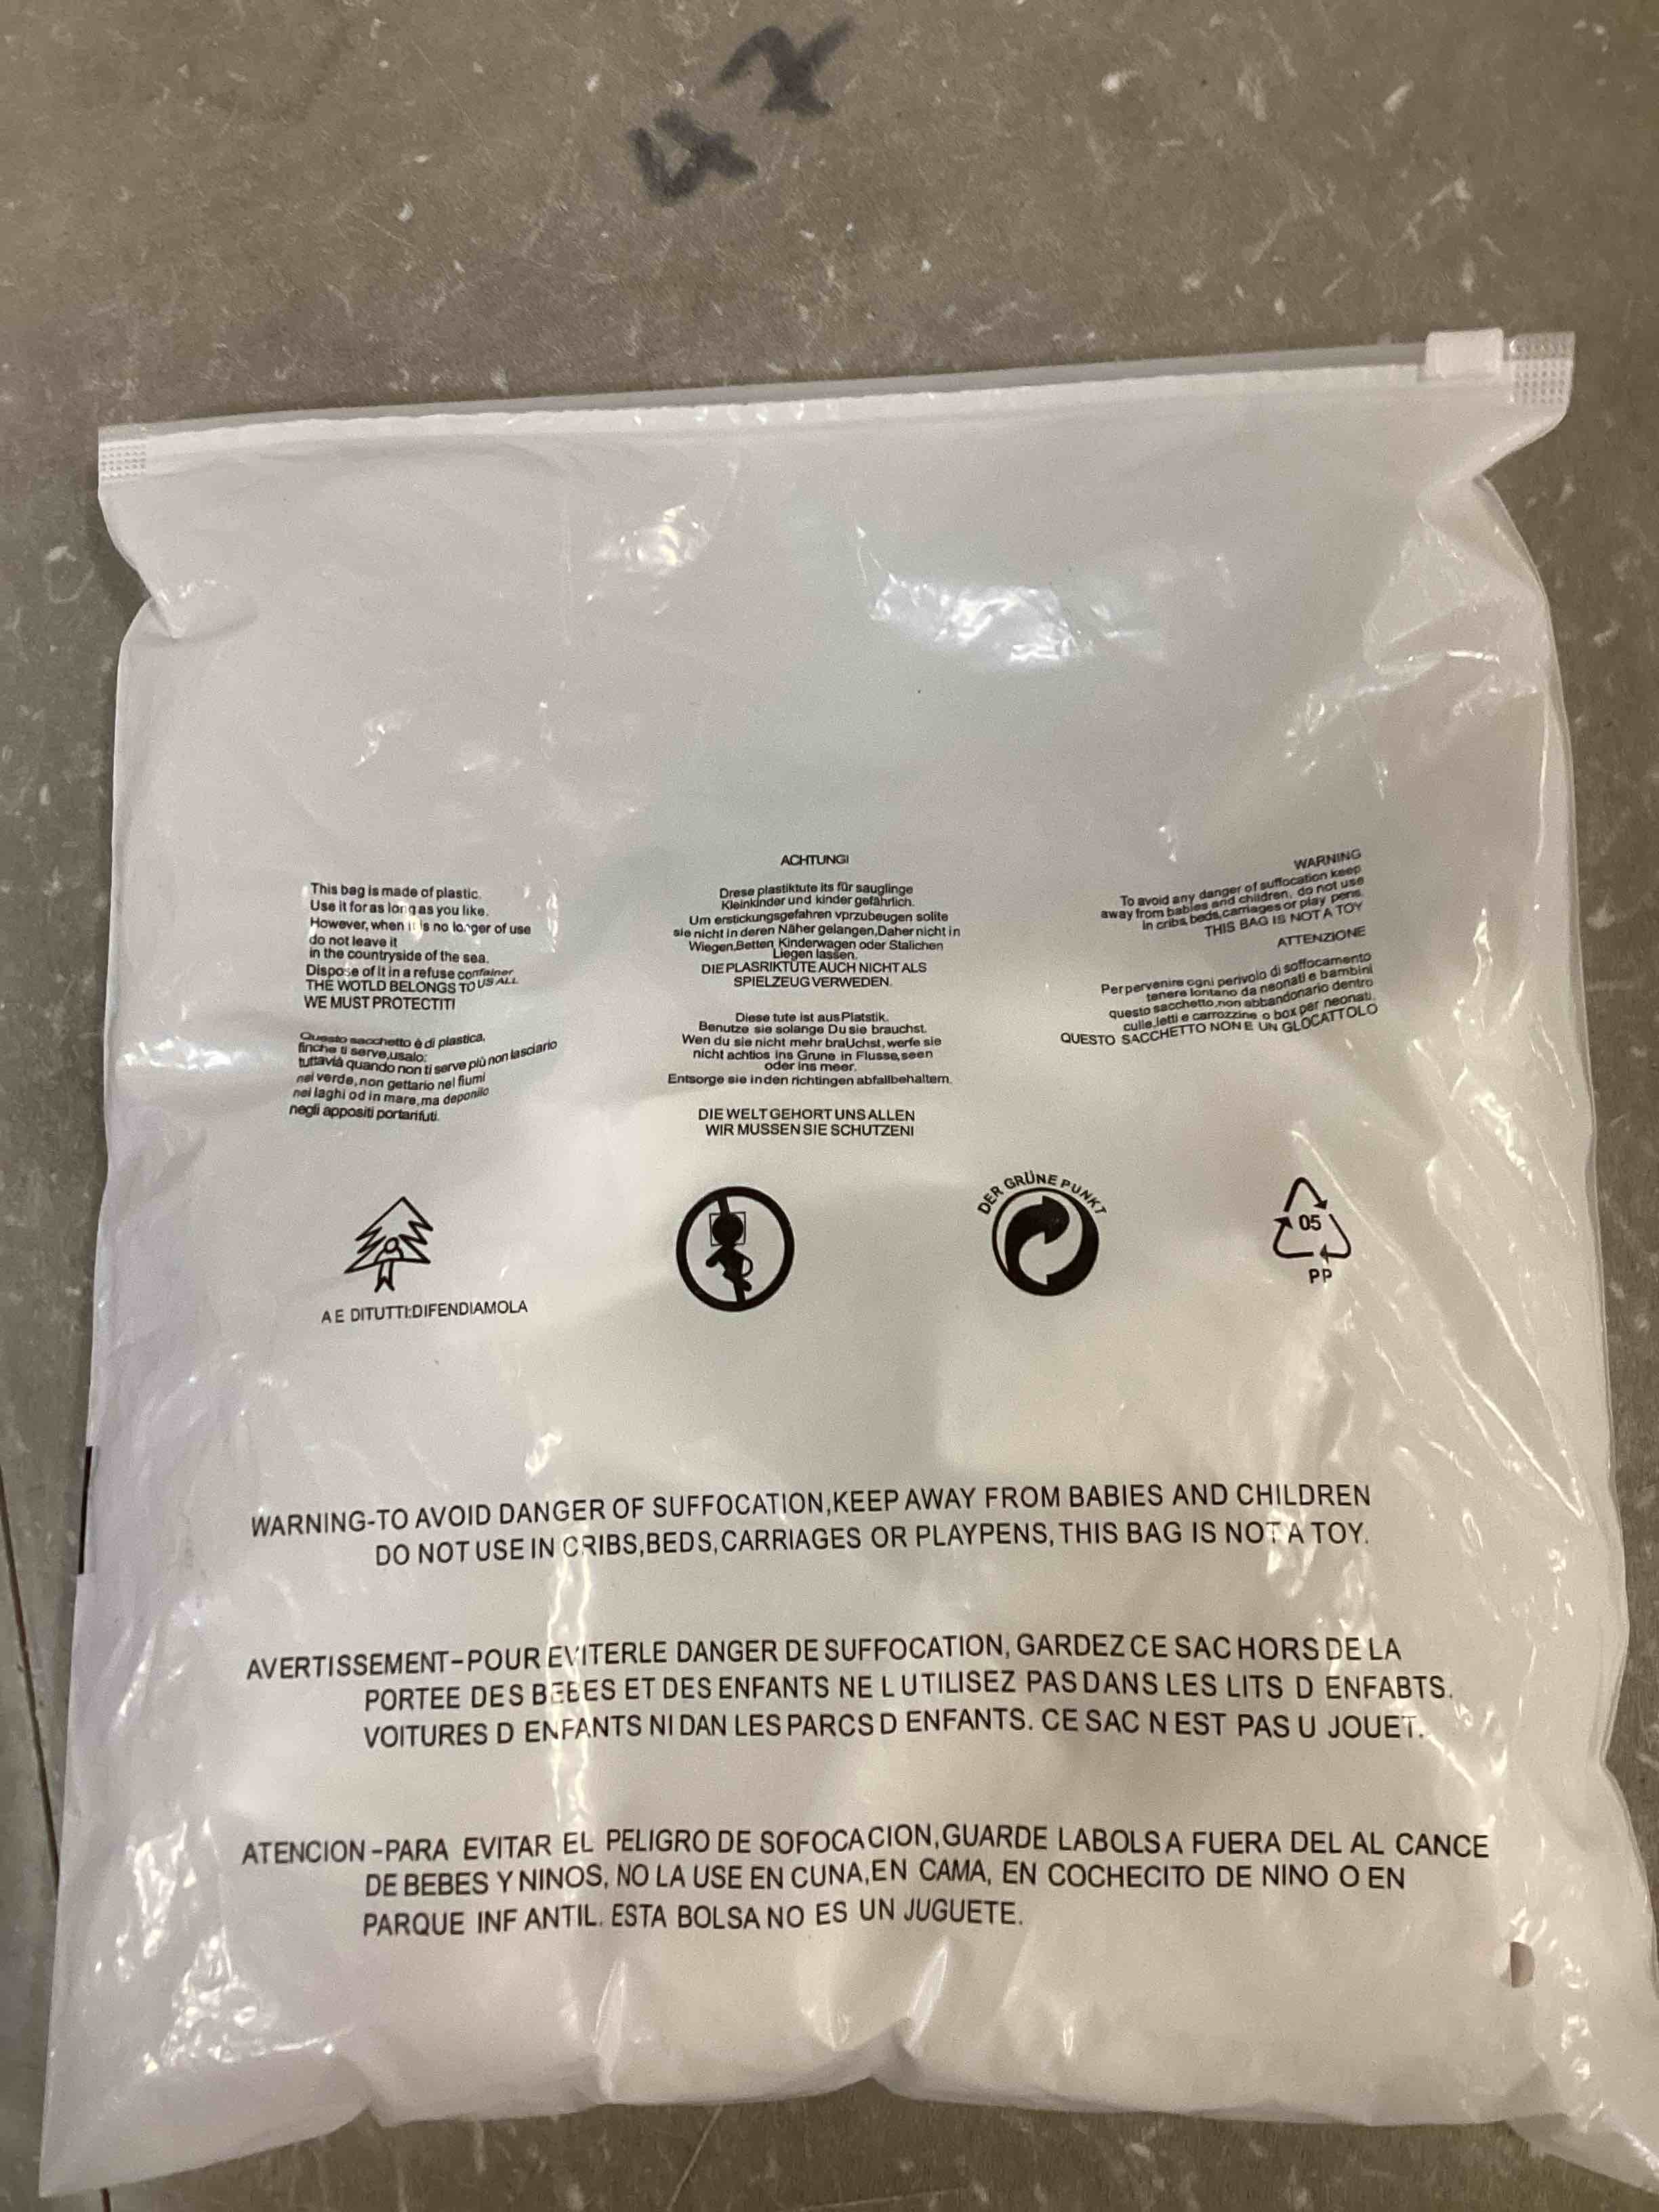 42
This bag is made of plastic.
Use it for as long as you like.
However, when it is no longer of use
do not leave it
in the countryside of the sea.
Dispose of it in a refuse confainer
THE WOTLD BELONGS TO US ALL
WE MUST PROTECTITI
Questo sacchetto è di plastica,
finche ti serve,usalo:
tuttavià quando non ti serve più non lasciario
nei verde,non gettario nel fiumi
nei laghi od in mare,ma deponilo
negli appositi portarifuti.
ACHTUNGI
Drese plastiktute its für sauglinge
Kleinkinder und kinder gefährlich.
Um erstickungsgefahren vprzubeugen solite
sie nicht in deren Näher gelangen,Daher nicht in
Wiegen,Betten Kinderwagen oder Stalichen
Liegen lassen.
DIE PLASRIKTUTE AUCH NICHT ALS
SPIELZEUG VERWEDEN.
Diese tute ist aus Platstik.
Benutze sie solange Du sie brauchst.
Wen du sie nicht mehr braUchst, werfe sie
nicht achtios ins Grune in Flusse,seen
oder ins meer.
Entsorge sie in den richtingen abfallbehaltern.
DIE WELT GEHORT UNS ALLEN
WIR MUSSEN SIE SCHUTZENI
WARNING
To avoid any danger of suffocation keep
away from babies and children, do not use
In cribs, beds,carriages or play pens.
THIS BAG IS NOT A TOY
ATTENZIONE
Per pervenire ogni perivolo di soffocamento
tenere lontano da neonati e bambini
questo sacchetto,non abbandonario dentro
culle,letti e carrozzine o box per neonati.
QUESTO SACCHETTO NON E UN GLOCATTOLO
A E DITUTTI:DIFENDIAMOLA
DER GRÜNE PUNKT
05
PP
WARNING-TO AVOID DANGER OF SUFFOCATION,KEEP AWAY FROM BABIES AND CHILDREN
DO NOT USE IN CRIBS,BEDS,CARRIAGES OR PLAYPENS, THIS BAG IS NOT A TOY.
AVERTISSEMENT-POUR EVITERLE DANGER DE SUFFOCATION, GARDEZ CE SAC HORS DE LA
PORTEE DES BEBES ET DES ENFANTS NE L UTILISEZ PAS DANS LES LITS D ENFABTS.
VOITURES D ENFANTS NI DAN LES PARCS D ENFANTS. CE SAC N EST PAS U JOUET.
ATENCION-PARA EVITAR EL PELIGRO DE SOFOCACION,GUARDE LABOLSA FUERA DEL AL CANCE
DE BEBES Y NINOS, NO LA USE EN CUNA,EN CAMA, EN COCHECITO DE NINO O EN
PARQUE INF ANTIL. ESTA BOLSA NO ES UN JUGUETE.